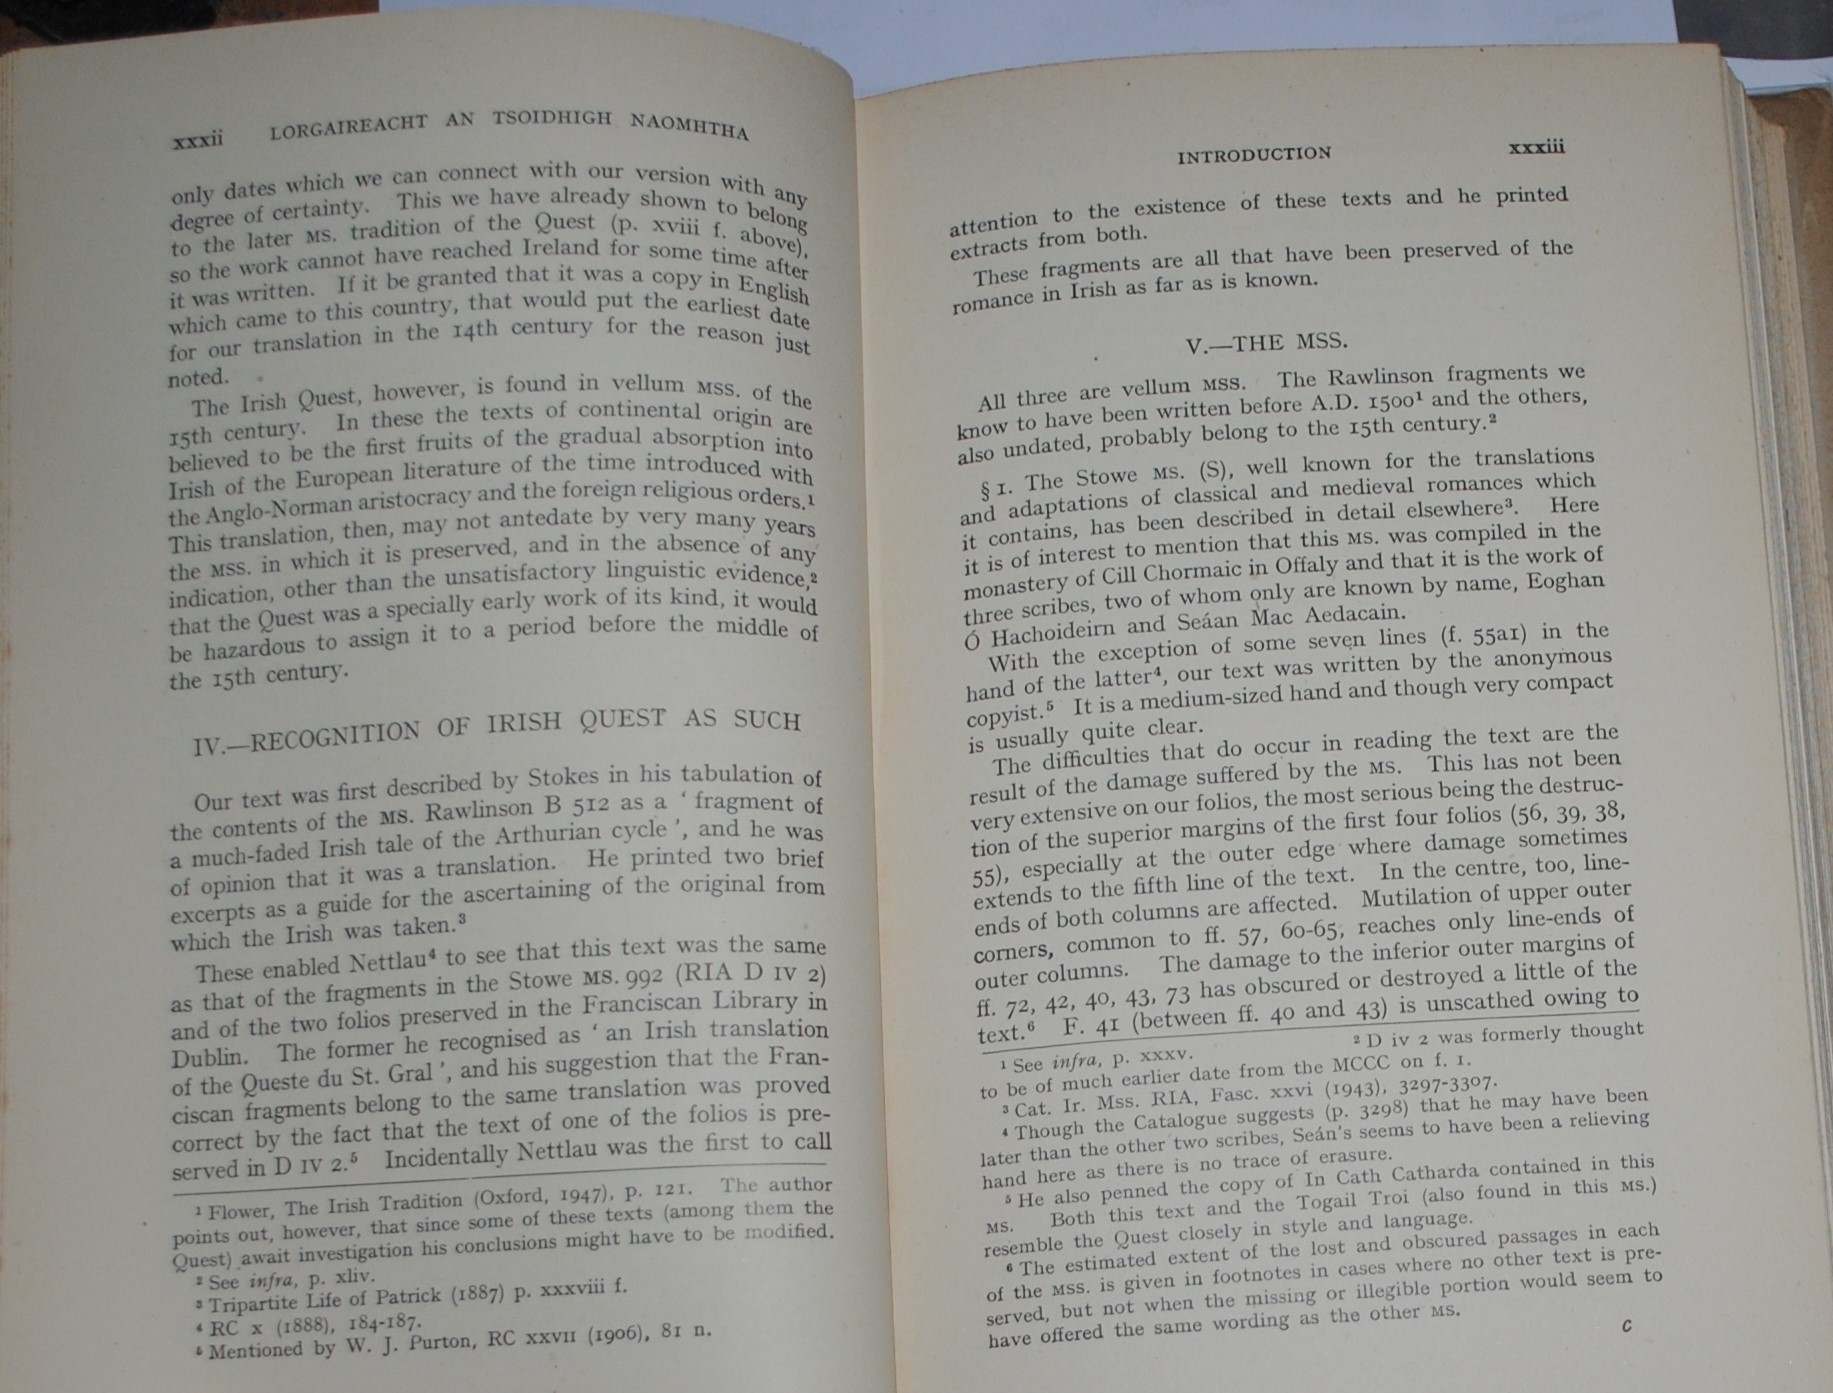 xxxii LORGAIREACHT AN TSOIDHIGH NAOMHTHA
only dates which we can connect with our version with any
degree of certainty. This we have already shown to belong
to the later MS. tradition of the Quest (p. xviii f. above),
so the work cannot have reached Ireland for some time after
it was written. If it be granted that it was a copy in English
which came to this country, that would put the earliest date
for our translation in the 14th century for the reason just
noted.
The Irish Quest, however, is found in vellum MSS. of the
15th century. In these the texts of continental origin are
believed to be the first fruits of the gradual absorption into
Irish of the European literature of the time introduced with
the Anglo-Norman aristocracy and the foreign religious orders.¹
This translation, then, may not antedate by very many years
the MSS. in which it is preserved, and in the absence of any
indication, other than the unsatisfactory linguistic evidence,²
that the Quest was a specially early work of its kind, it would
be hazardous to assign it to a period before the middle of
the 15th century.
IV.—RECOGNITION OF IRISH QUEST AS SUCH
Our text was first described by Stokes in his tabulation of
the contents of the MS. Rawlinson B 512 as a ‘ fragment of
a much-faded Irish tale of the Arthurian cycle ’, and he was
of opinion that it was a translation. He printed two brief
excerpts as a guide for the ascertaining of the original from
which the Irish was taken.³
These enabled Nettlau⁴ to see that this text was the same
as that of the fragments in the Stowe MS. 992 (RIA D IV 2)
and of the two folios preserved in the Franciscan Library in
Dublin. The former he recognised as ‘ an Irish translation
of the Queste du St. Gral ’, and his suggestion that the Fran-
ciscan fragments belong to the same translation was proved
correct by the fact that the text of one of the folios is pre-
served in D IV 2.⁵ Incidentally Nettlau was the first to call
¹ Flower, The Irish Tradition (Oxford, 1947), p. 121. The author
points out, however, that since some of these texts (among them the
Quest) await investigation his conclusions might have to be modified.
² See infra, p. xliv.
³ Tripartite Life of Patrick (1887) p. xxxviii f.
⁴ RC x (1888), 184-187.
⁵ Mentioned by W. J. Purton, RC XXVII (1906), 81 n.
INTRODUCTION xxxiii
attention to the existence of these texts and he printed
extracts from both.
These fragments are all that have been preserved of the
romance in Irish as far as is known.
V.—THE MSS.
All three are vellum MSS. The Rawlinson fragments we
know to have been written before A.D. 1500¹ and the others,
also undated, probably belong to the 15th century.²
§ 1. The Stowe MS. (S), well known for the translations
and adaptations of classical and medieval romances which
it contains, has been described in detail elsewhere³. Here
it is of interest to mention that this MS. was compiled in the
monastery of Cill Chormaic in Offaly and that it is the work of
three scribes, two of whom only are known by name, Eoghan
Ó Hachoideirn and Seáan Mac Aedacain.
With the exception of some seven lines (f. 55a1) in the
hand of the latter⁴, our text was written by the anonymous
copyist.⁵ It is a medium-sized hand and though very compact
is usually quite clear.
The difficulties that do occur in reading the text are the
result of the damage suffered by the MS. This has not been
very extensive on our folios, the most serious being the destruc-
tion of the superior margins of the first four folios (56, 39, 38,
55), especially at the outer edge where damage sometimes
extends to the fifth line of the text. In the centre, too, line-
ends of both columns are affected. Mutilation of upper outer
corners, common to ff. 57, 60-65, reaches only line-ends of
outer columns. The damage to the inferior outer margins of
ff. 72, 42, 40, 43, 73 has obscured or destroyed a little of the
text.⁶ F. 41 (between ff. 40 and 43) is unscathed owing to
¹ See infra, p. xxxv. ² D iv 2 was formerly thought
to be of much earlier date from the MCCC on f. 1.
³ Cat. Ir. Mss. RIA, Fasc. xxvi (1943), 3297-3307.
⁴ Though the Catalogue suggests (p. 3298) that he may have been
later than the other two scribes, Seán's seems to have been a relieving
hand here as there is no trace of erasure.
⁵ He also penned the copy of In Cath Catharda contained in this
MS. Both this text and the Togail Troi (also found in this MS.)
resemble the Quest closely in style and language.
⁶ The estimated extent of the lost and obscured passages in each
of the MSS. is given in footnotes in cases where no other text is pre-
served, but not when the missing or illegible portion would seem to
have offered the same wording as the other MS.
c